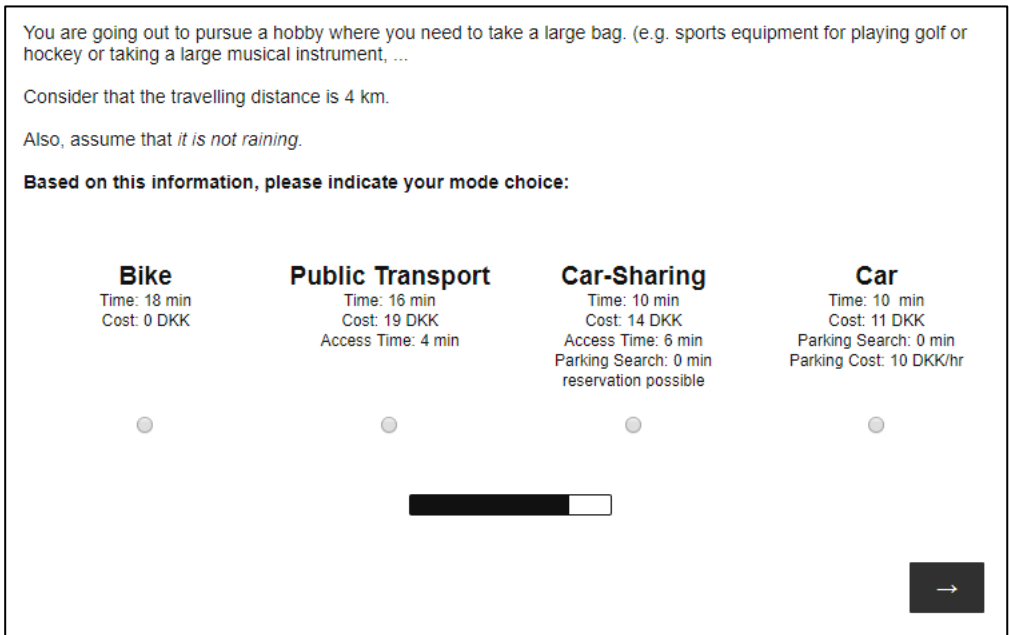 You are going out to pursue a hobby where you need to take a large bag. (e.g. sports equipment for playing golf or
hockey or taking a large musical instrument, ...
Consider that the travelling distance is 4 km.
Also, assume that it is not raining.
Based on this information, please indicate your mode choice:
Bike
Time: 18 min
Cost: 0 DKK
Public Transport
Time: 16 min
Cost: 19 DKK
Access Time: 4 min
Car-Sharing
Time: 10 min
Cost: 14 DKK
Access Time: 6 min
Parking Search: 0 min
reservation possible
Car
Time: 10 min
Cost: 11 DKK
Parking Search: 0 min
Parking Cost: 10 DKK/hr
→